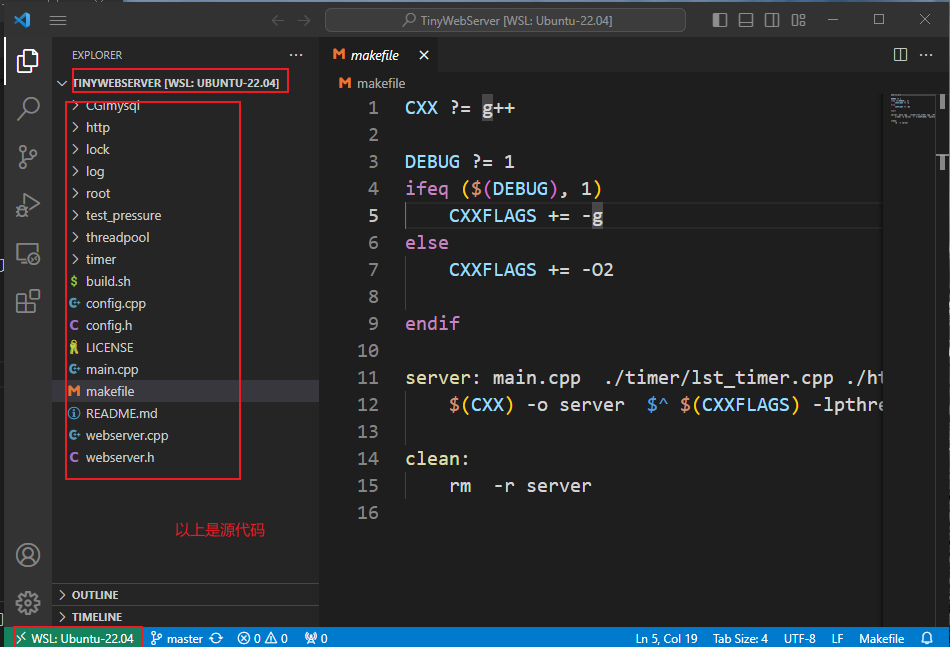 TinyWebServer [WSL: Ubuntu-22.04]
EXPLORER
TINYWEBSERVER [WSL: UBUNTU-22.04]
CGImysql
http
lock
log
root
test_pressure
threadpool
timer
build.sh
config.cpp
config.h
LICENSE
main.cpp
makefile
README.md
webserver.cpp
webserver.h
以上是源代码
OUTLINE
TIMELINE
makefile
makefile
1 CXX ?= g++
2
3 DEBUG ?= 1
4 ifeq ($(DEBUG), 1)
5 CXXFLAGS += -g
6 else
7 CXXFLAGS += -O2
8
9 endif
10
11 server: main.cpp ./timer/lst_timer.cpp ./ht
12 $(CXX) -o server $^ $(CXXFLAGS) -lpthre
13
14 clean:
15 rm -r server
16
WSL: Ubuntu-22.04 master 0 0 0 Ln 5, Col 19 Tab Size: 4 UTF-8 LF Makefile